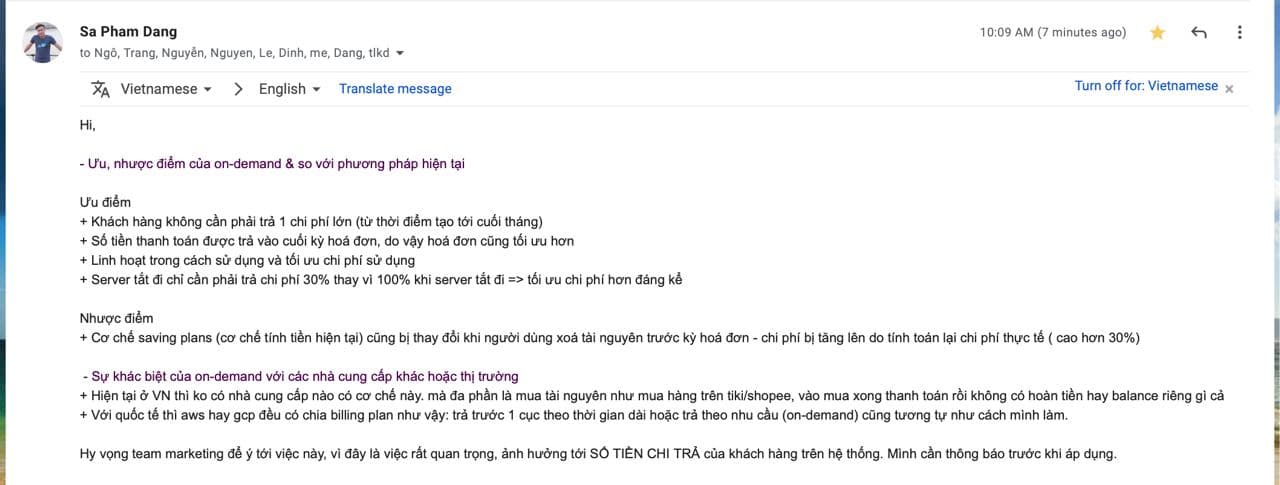 Sa Pham Dang
10:09 AM (7 minutes ago)
to Ngô, Trang, Nguyễn, Nguyen, Le, Dinh, me, Dang, tlkd
Vietnamese
English
Translate message
Turn off for: Vietnamese
Hi,
- Ưu, nhược điểm của on-demand & so với phương pháp hiện tại
Ưu điểm
+ Khách hàng không cần phải trả 1 chi phí lớn (từ thời điểm tạo tới cuối tháng)
+ Số tiền thanh toán được trả vào cuối kỳ hoá đơn, do vậy hoá đơn cũng tối ưu hơn
+ Linh hoạt trong cách sử dụng và tối ưu chi phí sử dụng
+ Server tắt đi chỉ cần phải trả chi phí 30% thay vì 100% khi server tắt đi => tối ưu chi phí hơn đáng kể
Nhược điểm
+ Cơ chế saving plans (cơ chế tính tiền hiện tại) cũng bị thay đổi khi người dùng xoá tài nguyên trước kỳ hoá đơn - chi phí bị tăng lên do tính toán lại chi phí thực tế ( cao hơn 30%)
- Sự khác biệt của on-demand với các nhà cung cấp khác hoặc thị trường
+ Hiện tại ở VN thì ko có nhà cung cấp nào có cơ chế này. mà đa phần là mua tài nguyên như mua hàng trên tiki/shopee, vào mua xong thanh toán rồi không có hoàn tiền hay balance riêng gì cả
+ Với quốc tế thì aws hay gcp đều có chia billing plan như vậy: trả trước 1 cục theo thời gian dài hoặc trả theo nhu cầu (on-demand) cũng tương tự như cách mình làm.
Hy vọng team marketing để ý tới việc này, vì đây là việc rất quan trọng, ảnh hưởng tới SỐ TIỀN CHI TRẢ của khách hàng trên hệ thống. Mình cần thông báo trước khi áp dụng.